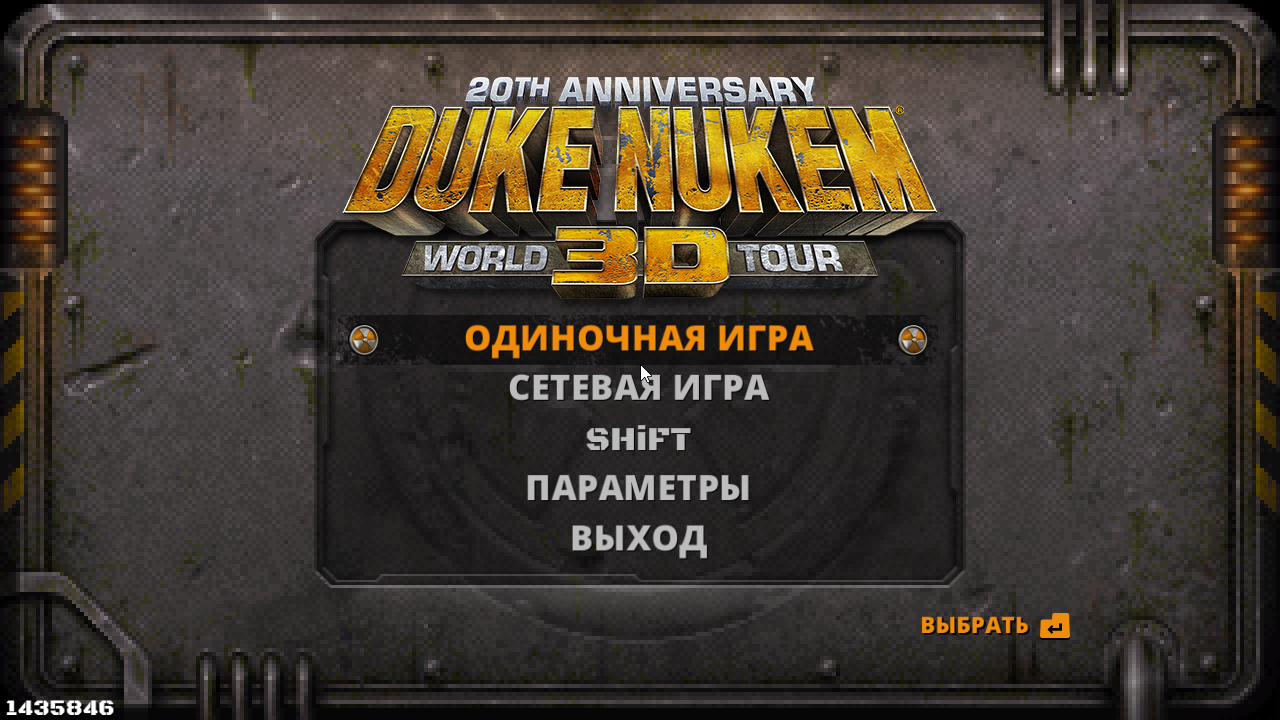 20TH ANNIVERSARY
DUKE NUKEM®
WORLD 3D TOUR
ОДИНОЧНАЯ ИГРА
СЕТЕВАЯ ИГРА
SHiFT
ПАРАМЕТРЫ
ВЫХОД
ВЫБРАТЬ
1435846